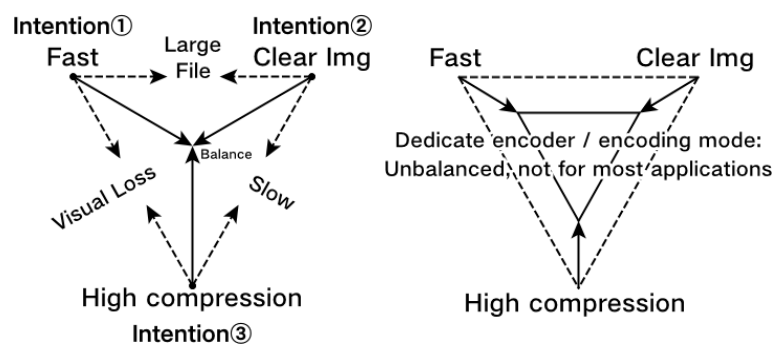 Intention①
Fast
Large
File
Intention②
Clear Img
Balance
Visual Loss
Slow
High compression
Intention③
Fast
Clear Img
Dedicate encoder / encoding mode:
Unbalanced, not for most applications
High compression